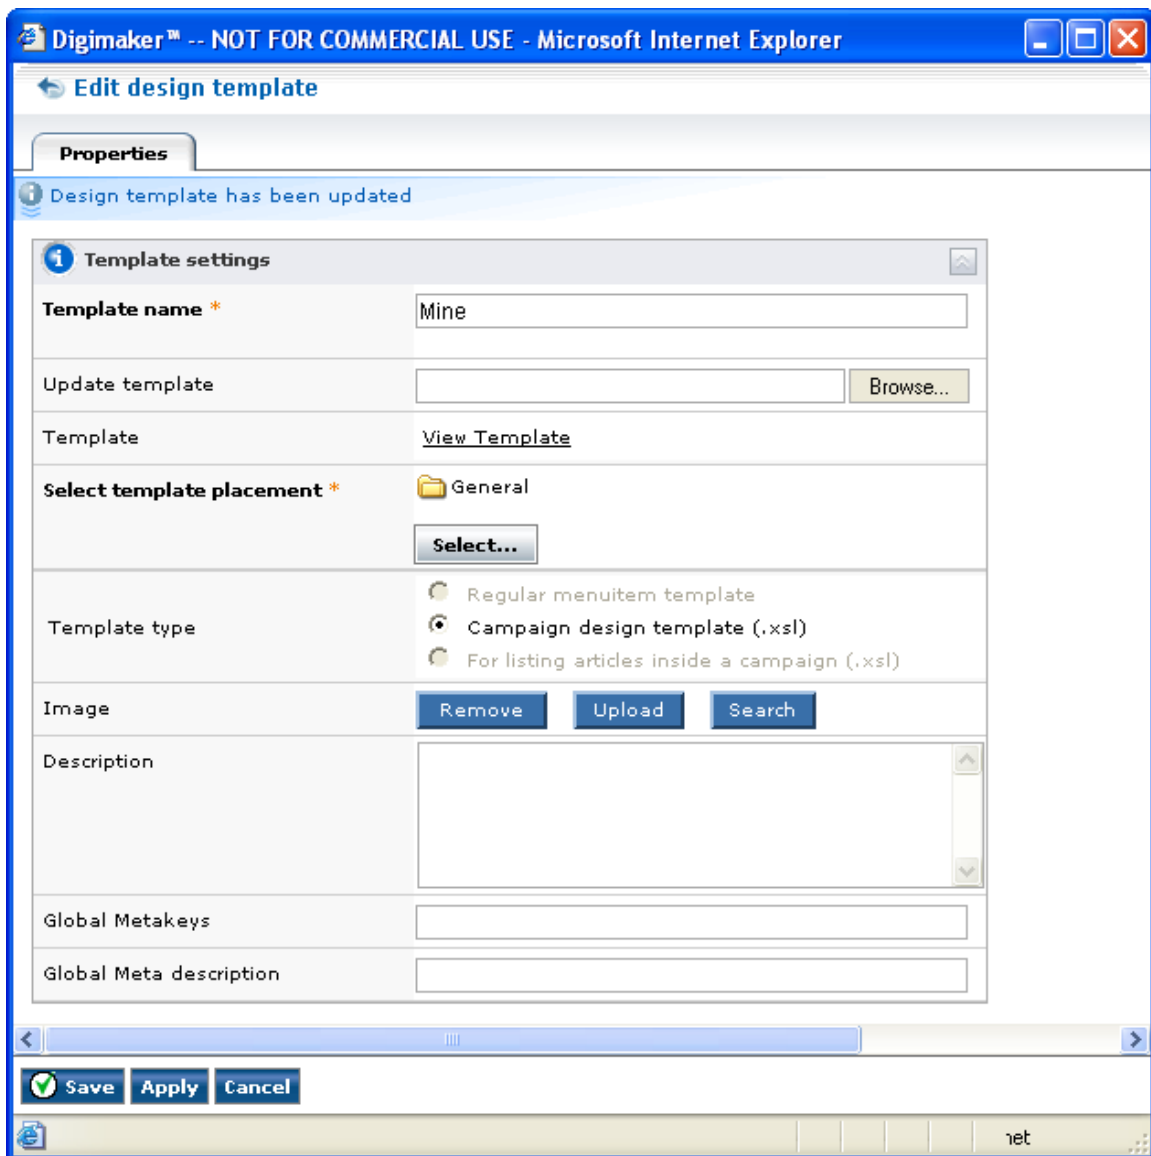 Digimaker™ -- NOT FOR COMMERCIAL USE - Microsoft Internet Explorer
Edit design template
Properties
Design template has been updated
Template settings
Template name *
Mine
Update template
Browse...
Template
View Template
Select template placement *
General
Select...
Template type
Regular menuitem template
Campaign design template (.xsl)
For listing articles inside a campaign (.xsl)
Image
Remove Upload Search
Description
Global Metakeys
Global Meta description
Save Apply Cancel
net